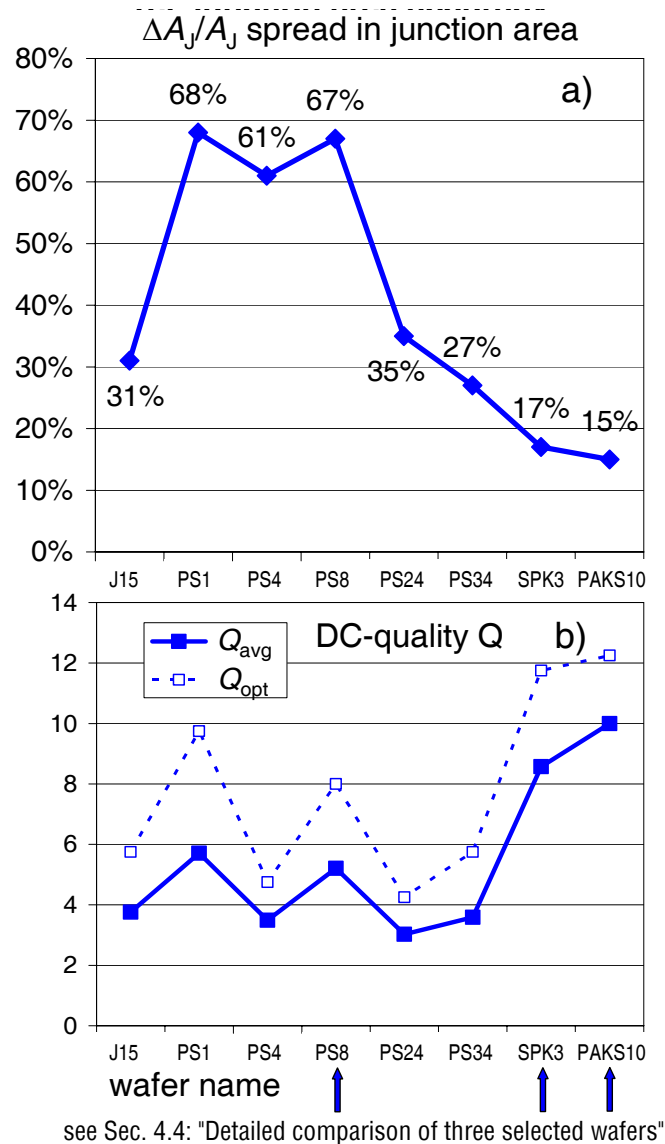 ΔAJ/AJ spread in junction area
a)
80%
70%
60%
50%
40%
30%
20%
10%
0%
31%
68%
61%
67%
35%
27%
17%
15%
J15 PS1 PS4 PS8 PS24 PS34 SPK3 PAKS10
DC-quality Q
b)
Qavg
Qopt
14
12
10
8
6
4
2
0
J15 PS1 PS4 PS8 PS24 PS34 SPK3 PAKS10
wafer name
see Sec. 4.4: "Detailed comparison of three selected wafers"